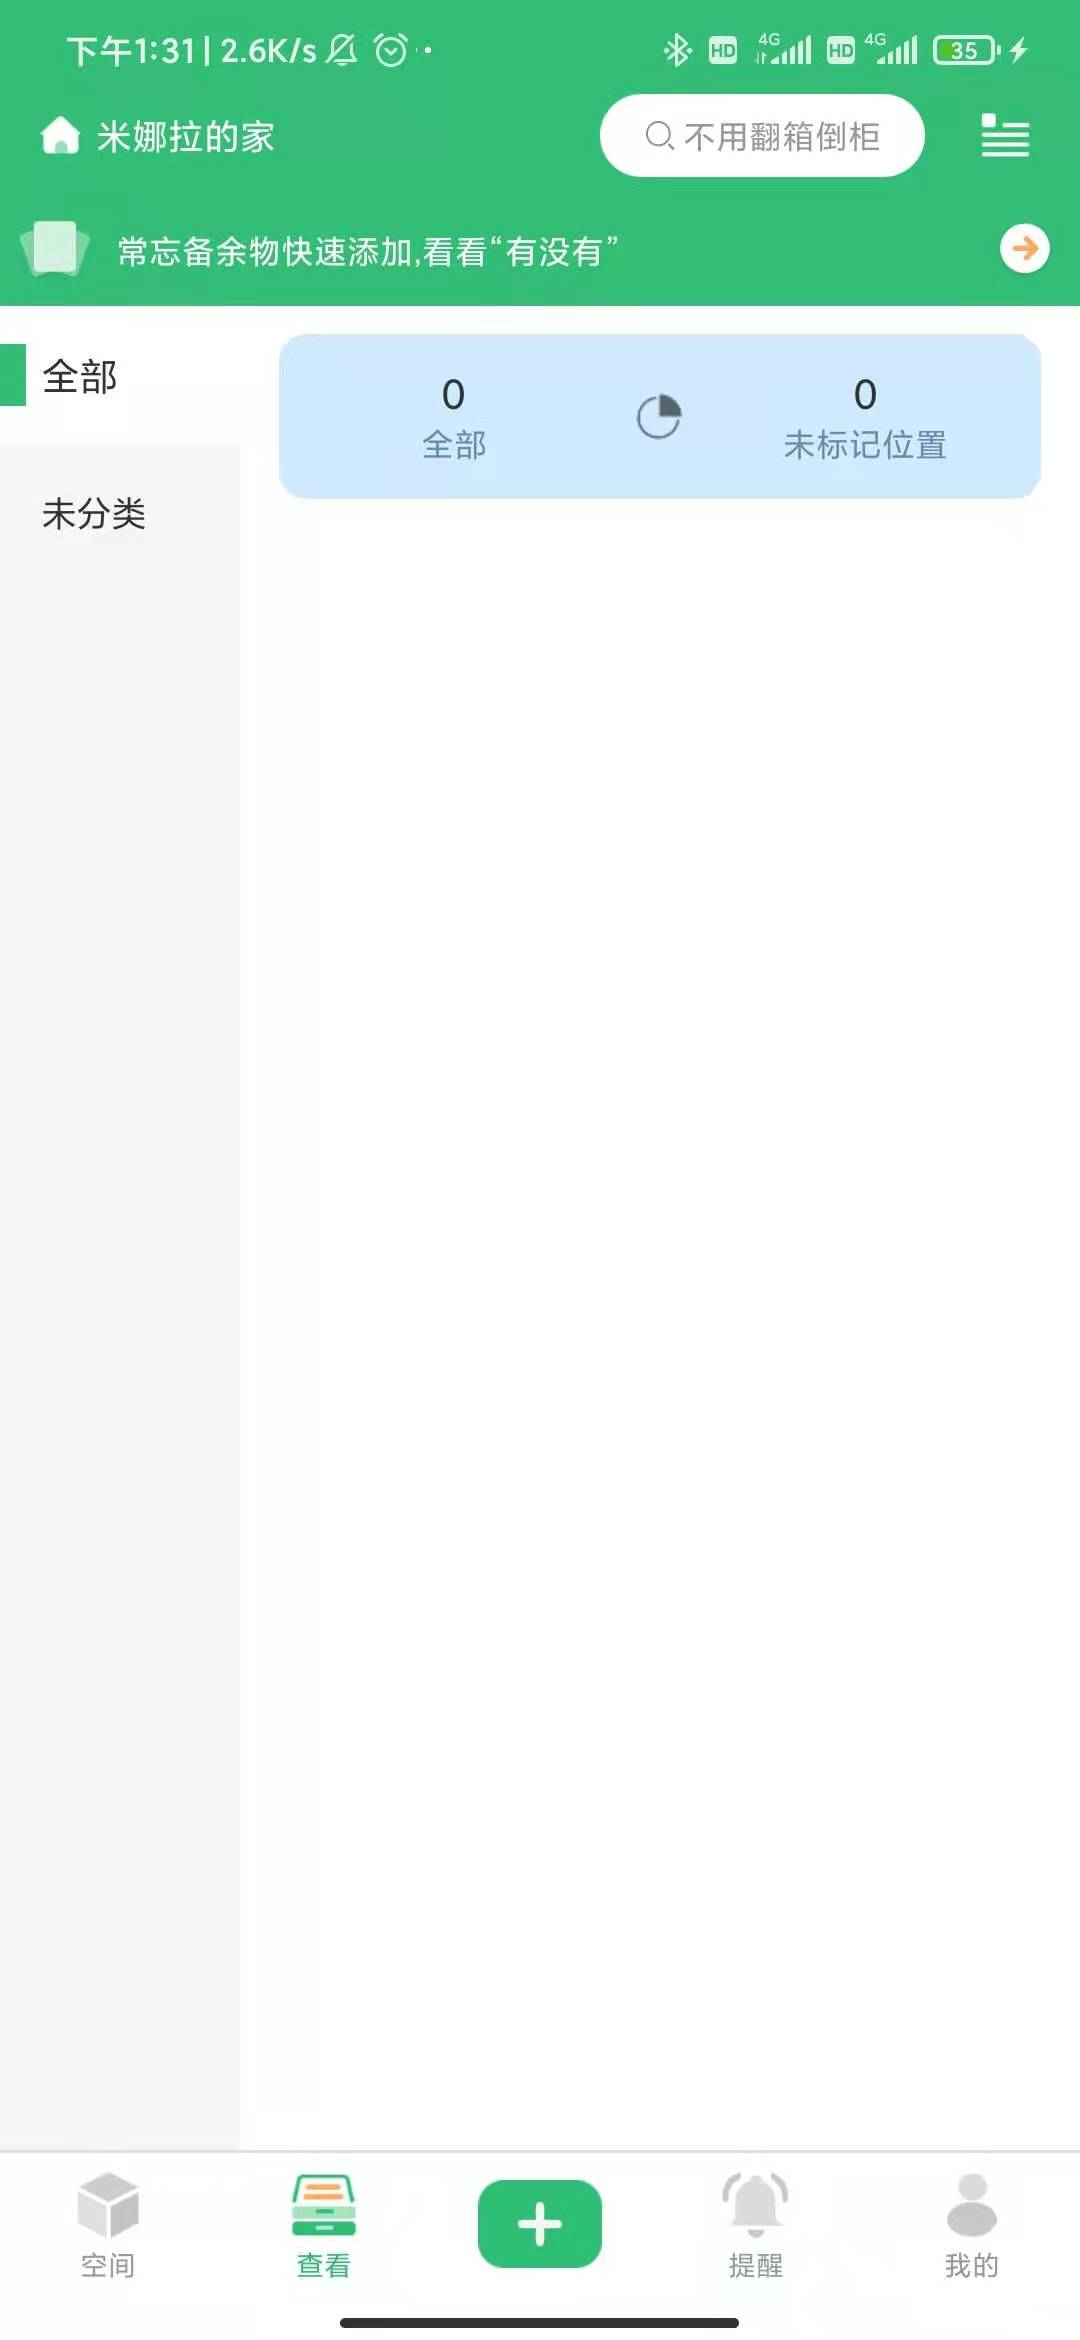 下午1:31 | 2.6K/s
HD 4G HD 4G 35
米娜拉的家
不用翻箱倒柜
常忘备余物快速添加,看看“有没有”
全部
未分类
0
全部
0
未标记位置
空间
查看
提醒
我的